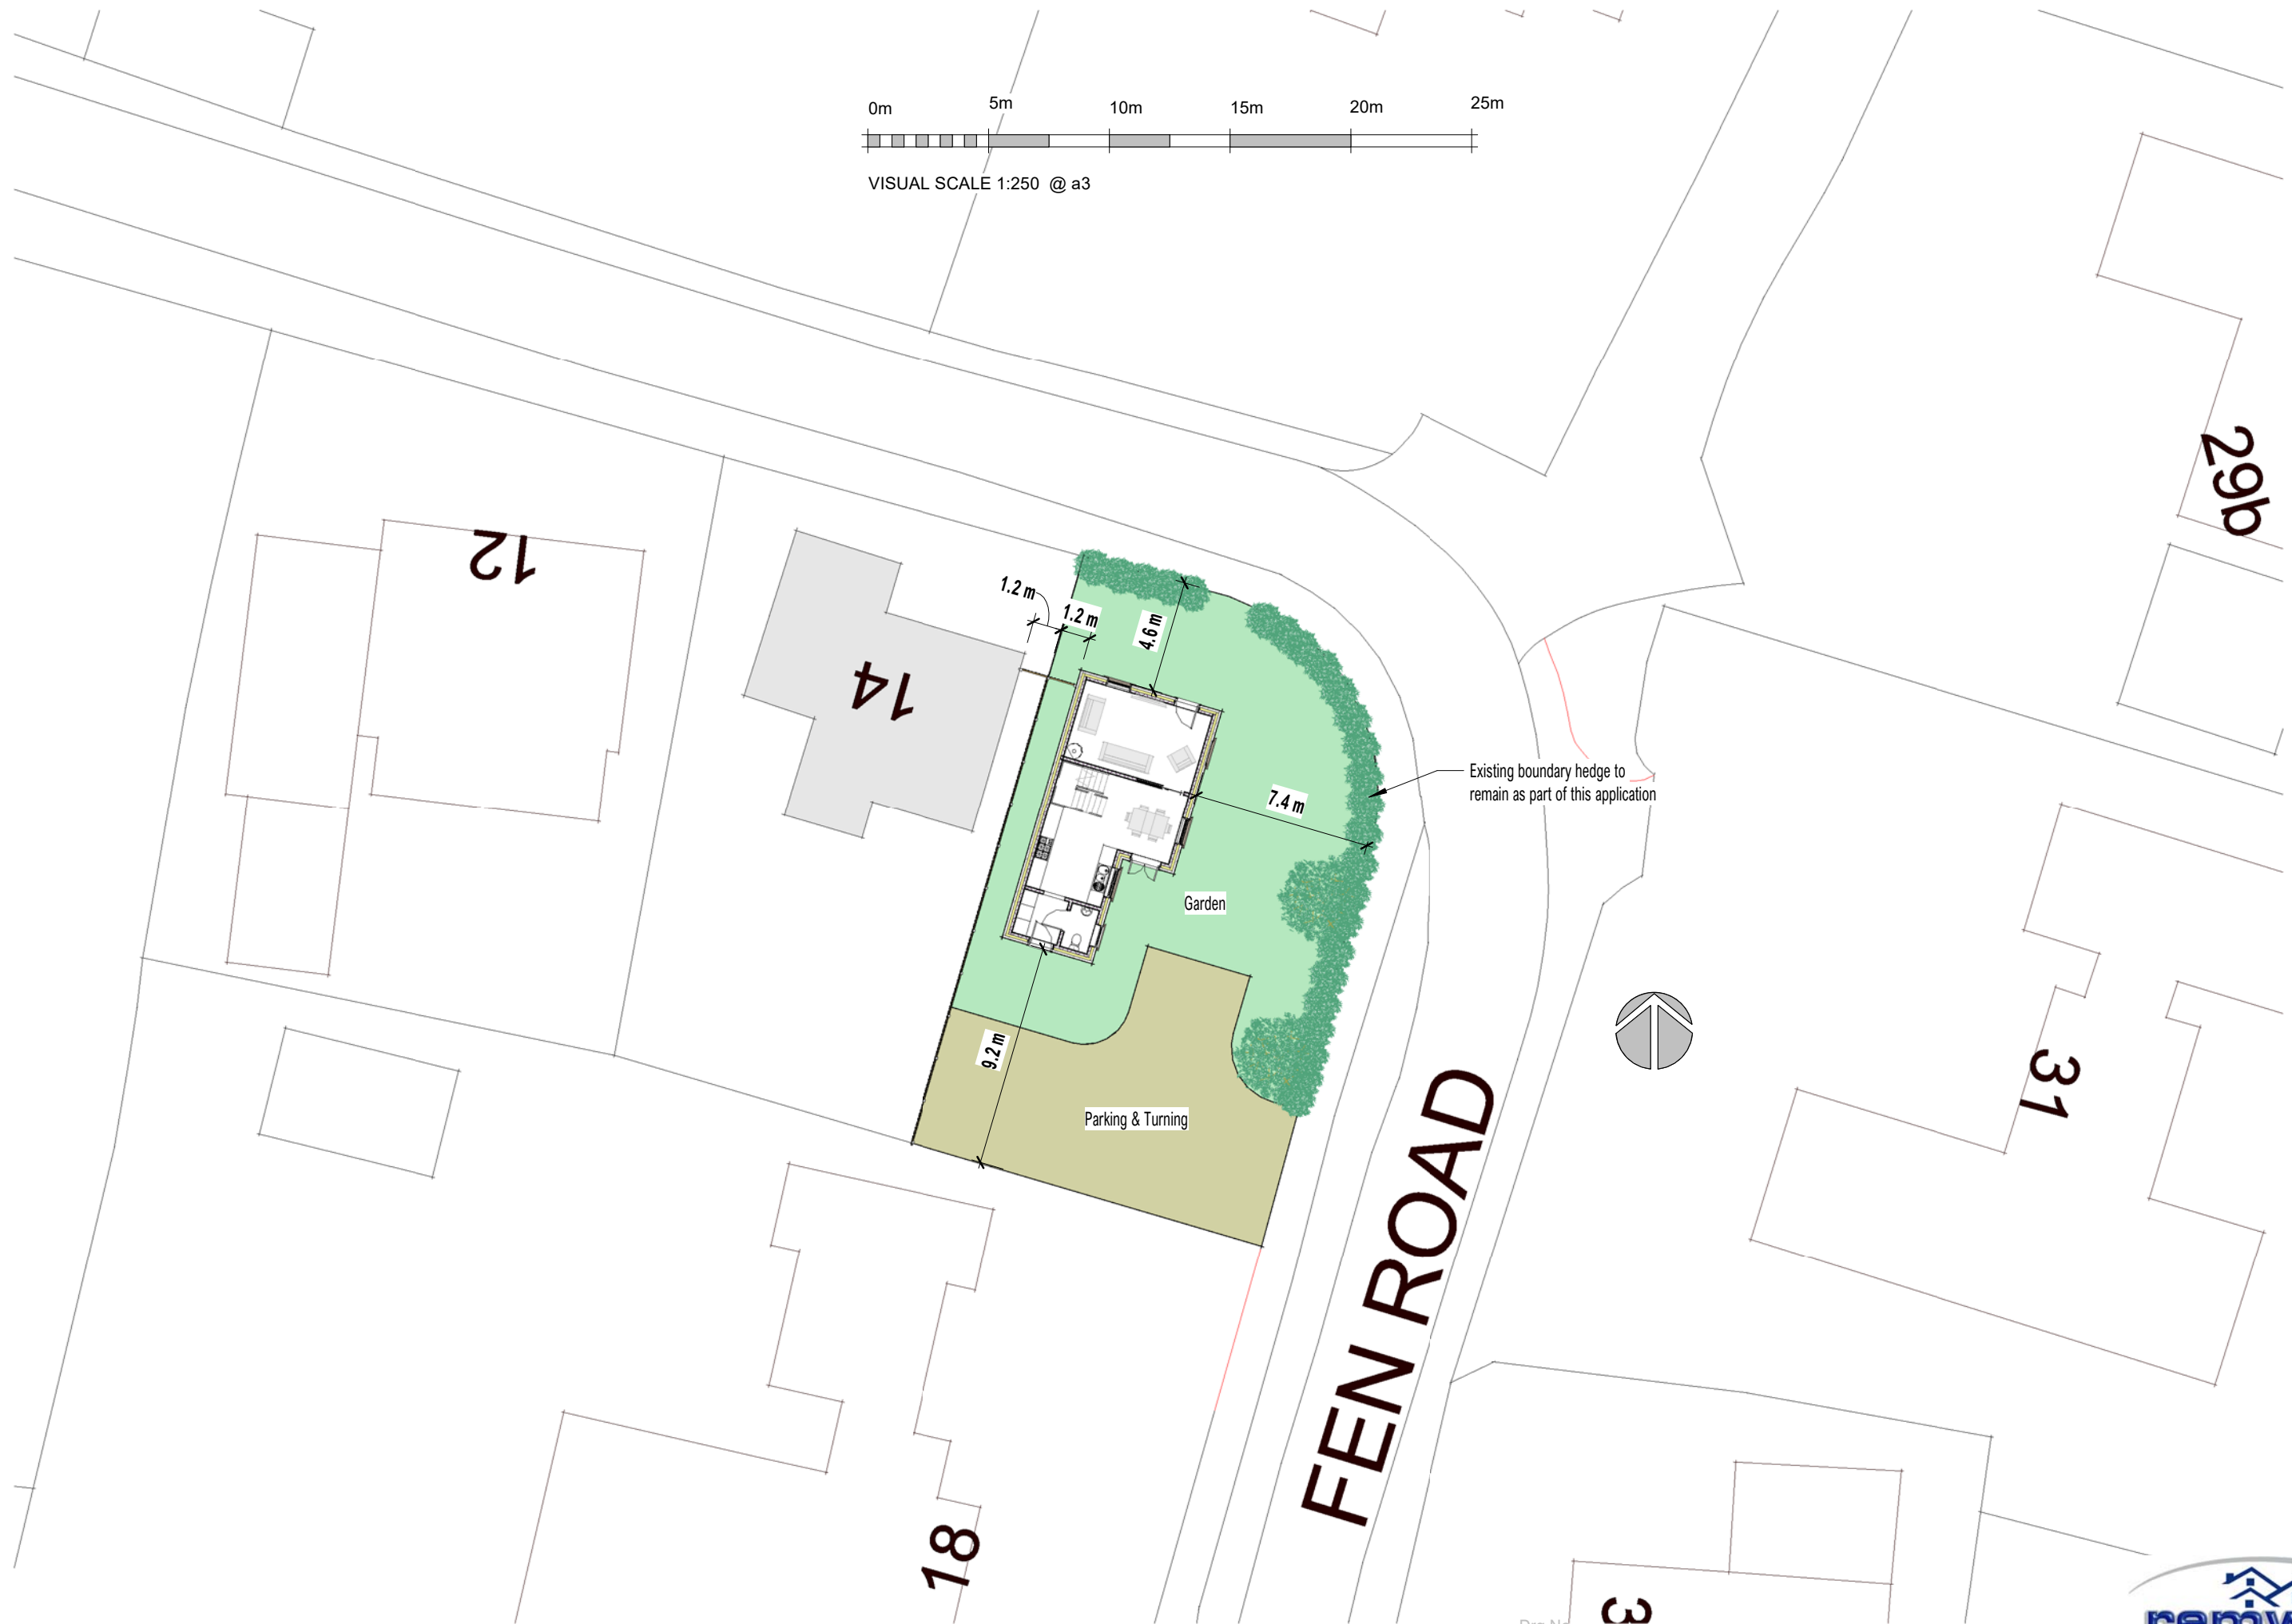 0m 5m 10m 15m 20m 25m
VISUAL SCALE 1:250 @ a3
29b
12
14
1.2 m
1.2 m
4.6 m
Existing boundary hedge to
remain as part of this application
7.4 m
Garden
9.2 m
Parking & Turning
31
FEN ROAD
18
3